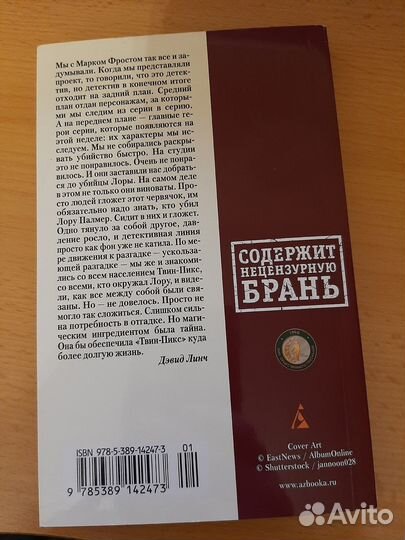 Мы с Марком Фростом так все и за-
думывали. Когда мы представляли
проект, то говорили, что это детек-
тив, но детектив в конечном итоге
отходит на задний план. Средний
план отдан персонажам, за которы-
ми мы следим из серии в серию.
А на переднем плане — главные ге-
рои серии, которые появляются на
этой неделе: их характеры мы ис-
следуем. Мы не собирались раскры-
вать убийство быстро. На студии
это не понравилось. Очень не понра-
вилось. И они заставили нас добрать-
ся до убийцы Лоры. На самом деле
в этом не только они виноваты. Про-
сто людей гложет этот червячок, им
обязательно надо знать, кто убил
Лору Палмер. Сидит в них и гложет.
Одно тянуло за собой другое, дав-
ление росло, и детективная линия
просто как фон уже не катила. По ме-
ре движения к разгадке — ускользаю-
щей разгадке — мы же и знакомились
со всем населением Твин-Пикс,
со всеми, кто окружал Лору, и виде-
ли, как все между собой были свя-
заны. Но — не довелось. Просто не
могло так сложиться. Слишком силь-
на потребность в отгадке. Но маги-
ческим ингредиентом была тайна.
Она бы обеспечила «Твин-Пикс» куда
более долгую жизнь.
Дэвид Линч
СОДЕРЖИТ
НЕЦЕНЗУРНУЮ
БРАНЬ
Cover Art
© EastNews / AlbumOnline
© Shutterstock / jannoon028
www.azbooka.ru
ISBN 978-5-389-14247-3
01
9 785389 142473
Avito